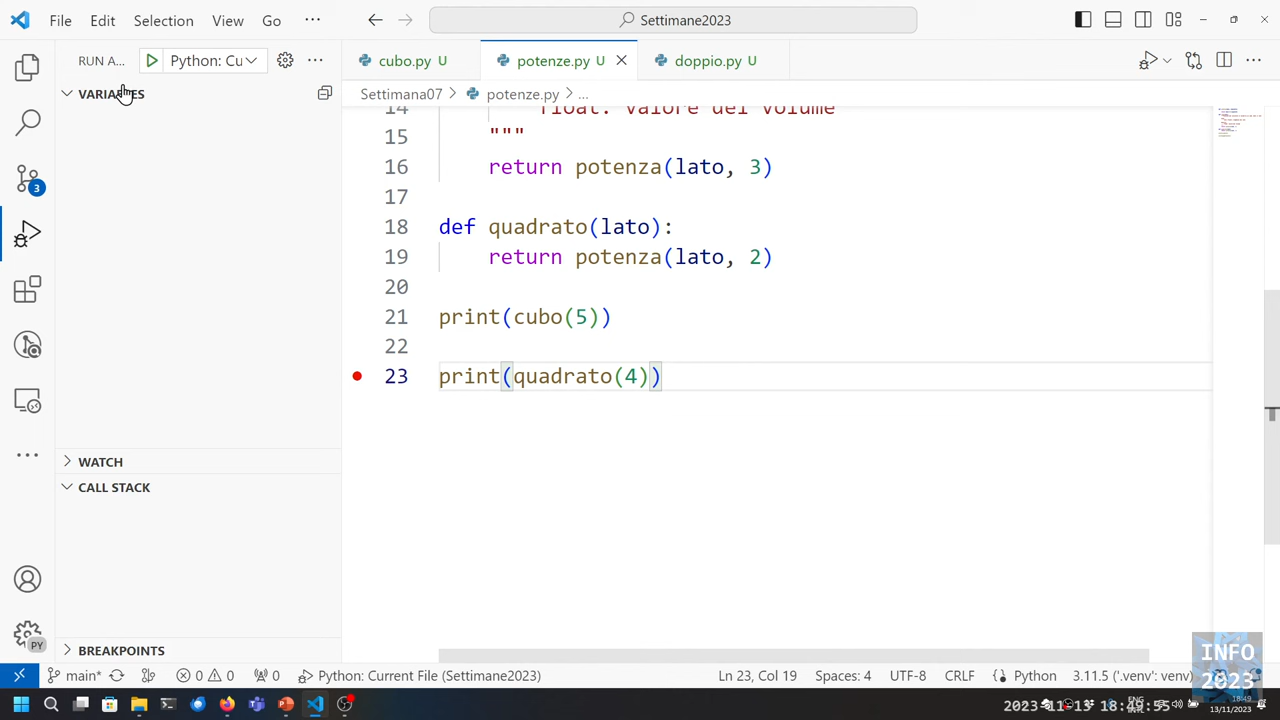 File Edit Selection View Go ··· Settimane2023
RUN A... Python: Cu
cubo.py U potenze.py U doppio.py U
VARIABLES
Settimana07 > potenze.py > ...
14 float: valore del volume
15 """
16 return potenza(lato, 3)
17
18 def quadrato(lato):
19 return potenza(lato, 2)
20
21 print(cubo(5))
22
23 print(quadrato(4))
3
WATCH
CALL STACK
BREAKPOINTS
PY
INFO
2023
main* 0 0 0 Python: Current File (Settimane2023) Ln 23, Col 19 Spaces: 4 UTF-8 CRLF Python 3.11.5 ('.venv': venv)
ENG
18:49
13/11/2023